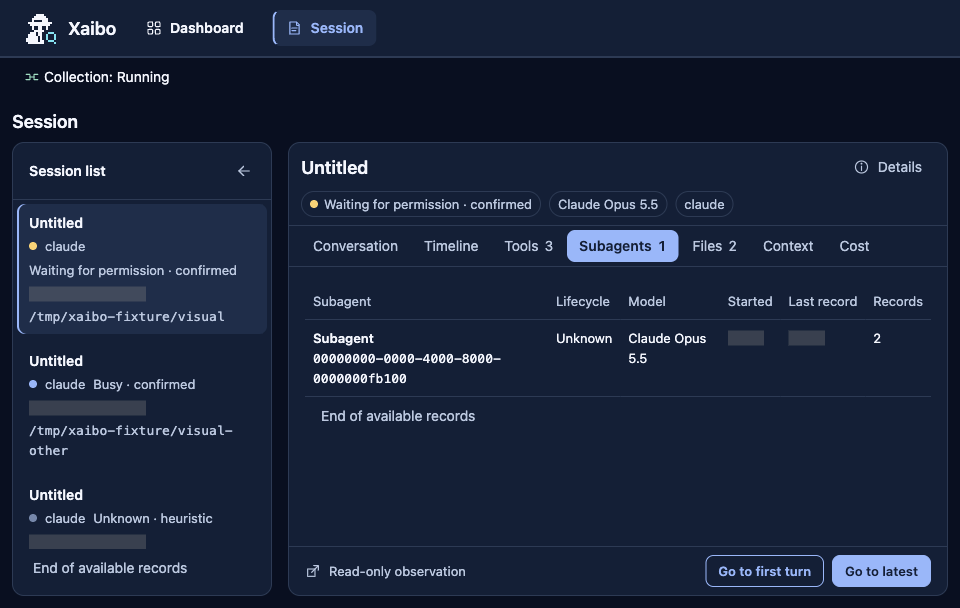 Xaibo
Dashboard
Session
Collection: Running
Session
Session list
Untitled
claude
Waiting for permission · confirmed
/tmp/xaibo-fixture/visual
Untitled
claude Busy · confirmed
/tmp/xaibo-fixture/visual-
other
Untitled
claude Unknown · heuristic
End of available records
Untitled
Details
Waiting for permission · confirmed
Claude Opus 5.5
claude
Conversation Timeline Tools 3 Subagents 1 Files 2 Context Cost
Subagent Lifecycle Model Started Last record Records
Subagent Unknown Claude Opus 2
00000000-0000-4000-8000- 5.5
0000000fb100
End of available records
Read-only observation
Go to first turn
Go to latest